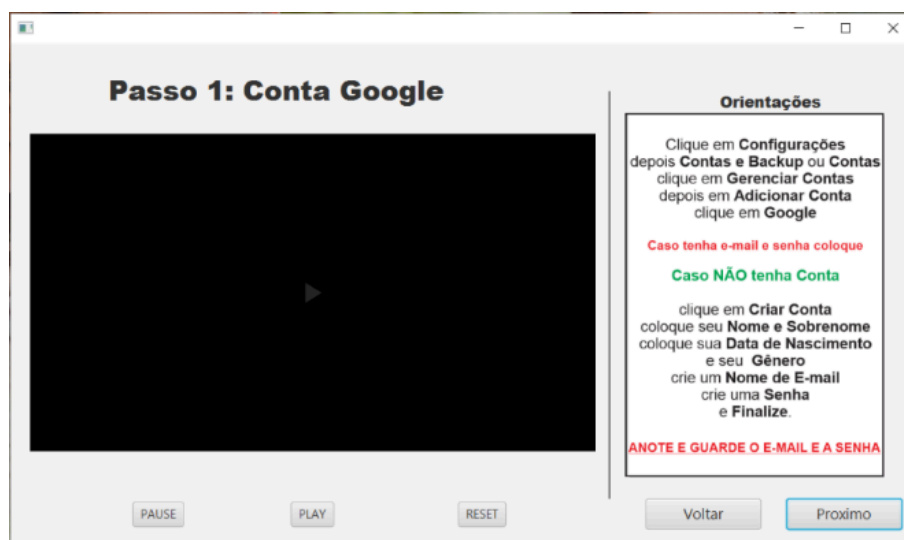 Passo 1: Conta Google
Orientações
Clique em Configurações
depois Contas e Backup ou Contas
clique em Gerenciar Contas
depois em Adicionar Conta
clique em Google
Caso tenha e-mail e senha coloque
Caso NÃO tenha Conta
clique em Criar Conta
coloque seu Nome e Sobrenome
coloque sua Data de Nascimento
e seu Gênero
crie um Nome de E-mail
crie uma Senha
e Finalize.
ANOTE E GUARDE O E-MAIL E A SENHA
PAUSE
PLAY
RESET
Voltar
Proximo